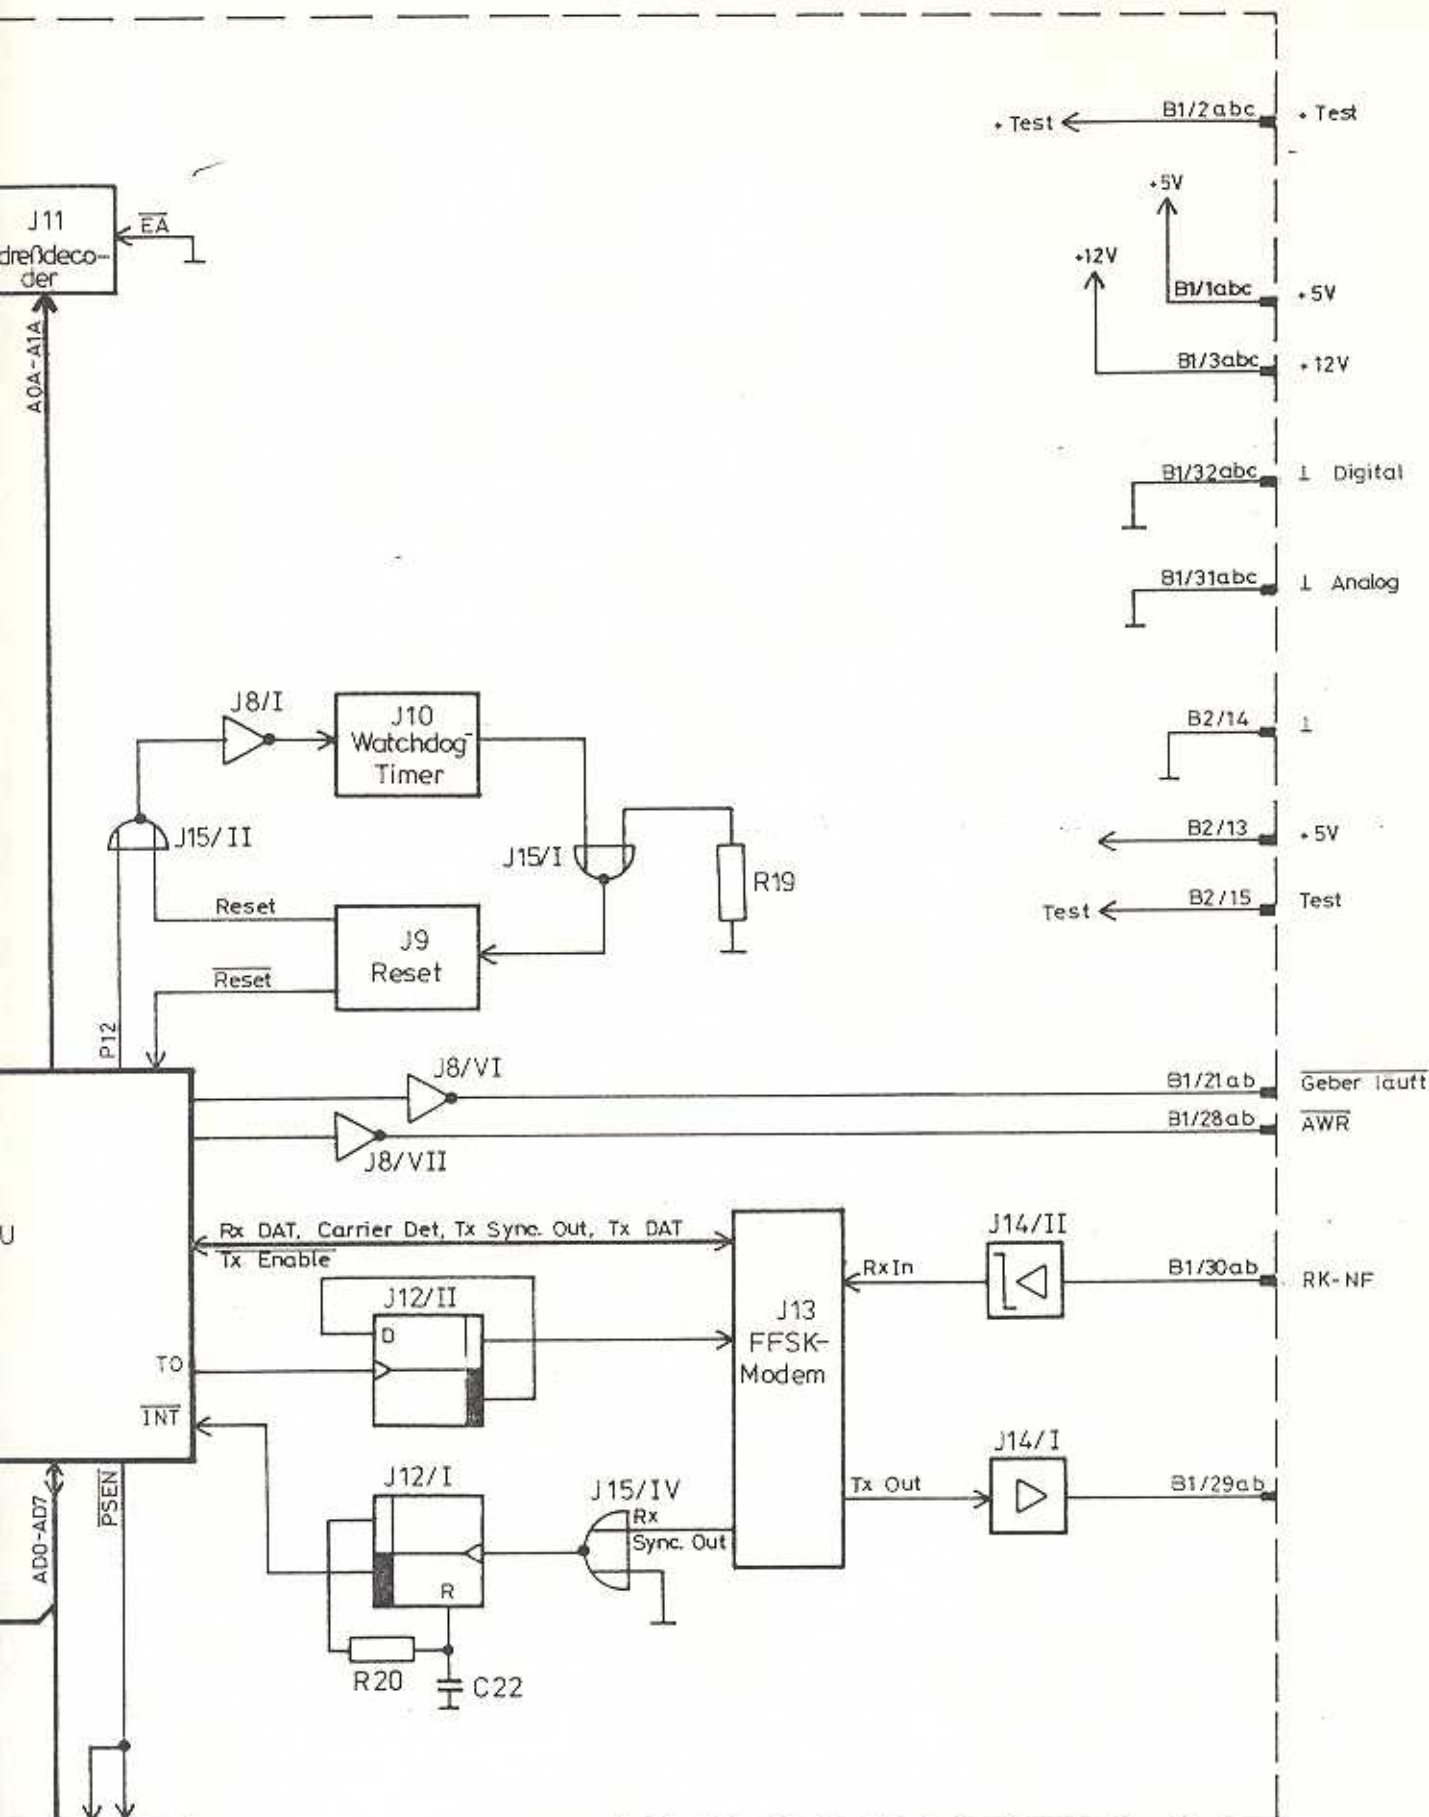 B1/2abc
+ Test
+ Test
+5V
J11
EA
dreßdeco-
der
+12V
B1/1abc
+5V
A0A-A1A
B1/3abc
+12V
B1/32abc
⊥ Digital
B1/31abc
⊥ Analog
J8/I
J10
Watchdog-
Timer
B2/14
⊥
J15/II
J15/I
R19
B2/13
+5V
B2/15
Test
Test
Reset
J9
Reset
Reset
P12
J8/VI
B1/21ab
Geber läuft
B1/28ab
AWR
J8/VII
U
Rx DAT, Carrier Det, Tx Sync. Out, Tx DAT
Tx Enable
J14/II
RxIn
B1/30ab
RK-NF
J12/II
D
J13
FFSK-
Modem
TO
INT
J14/I
Tx Out
B1/29ab
PSEN
AD0-AD7
J12/I
J15/IV
Rx
Sync. Out
R
R20
C22